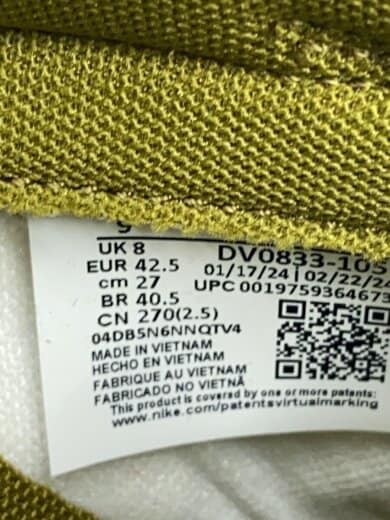 9
UK 8
EUR 42.5
cm 27
BR 40.5
CN 270(2.5)
04DB5N6NNQTV4
DV0833-105
01/17/24 | 02/22/24
UPC 00197593646
MADE IN VIETNAM
HECHO EN VIETNAM
FABRIQUE AU VIETNAM
FABRICADO NO VIETNÃ
This product is covered by one or more patents:
www.nike.com/patentsvirtualmarking